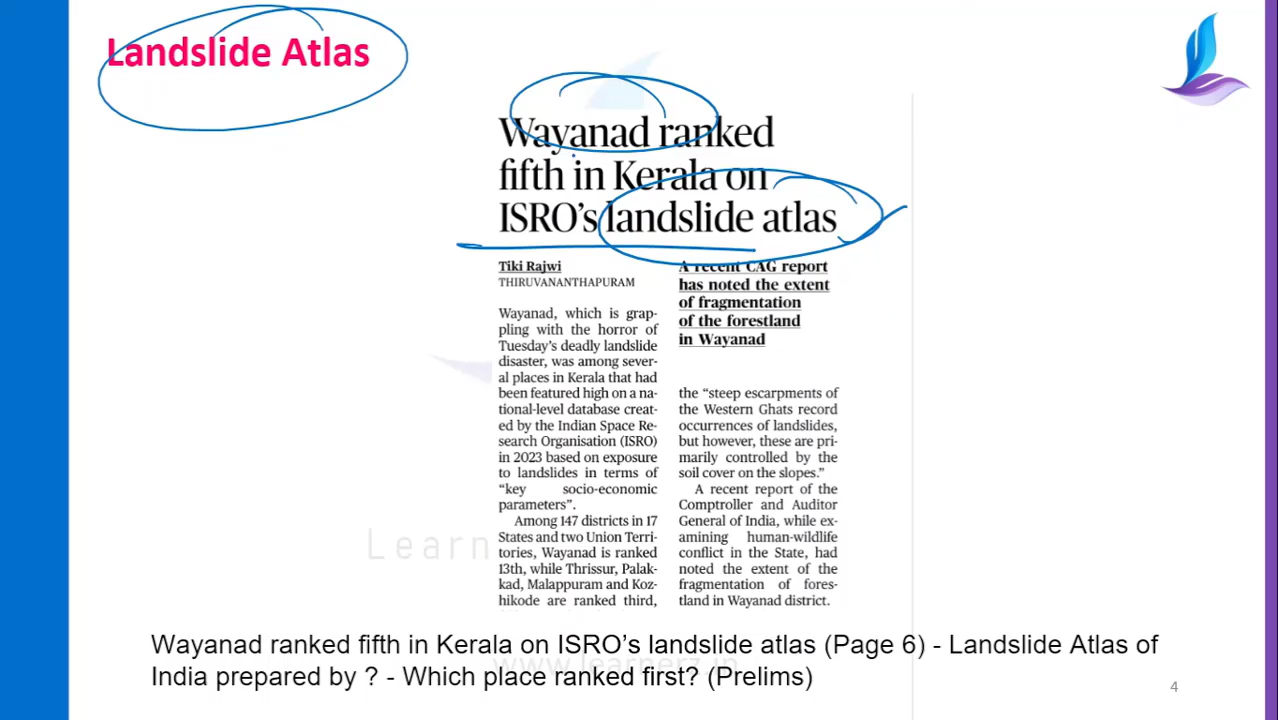 Landslide Atlas
Wayanad ranked
fifth in Kerala on
ISRO's landslide atlas
Tiki Rajwi
THIRUVANANTHAPURAM
Wayanad, which is grap-
pling with the horror of
Tuesday's deadly landslide
disaster, was among sever-
al places in Kerala that had
been featured high on a na-
tional-level database creat-
ed by the Indian Space Re-
search Organisation (ISRO)
in 2023 based on exposure
to landslides in terms of
"key socio-economic
parameters".
Among 147 districts in 17
States and two Union Terri-
tories, Wayanad is ranked
13th, while Thrissur, Palak-
kad, Malappuram and Koz-
hikode are ranked third,
A recent CAG report
has noted the extent
of fragmentation
of the forestland
in Wayanad
the "steep escarpments of
the Western Ghats record
occurrences of landslides,
but however, these are pri-
marily controlled by the
soil cover on the slopes."
A recent report of the
Comptroller and Auditor
General of India, while ex-
amining human-wildlife
conflict in the State, had
noted the extent of the
fragmentation of fores-
tland in Wayanad district.
Learn
Wayanad ranked fifth in Kerala on ISRO's landslide atlas (Page 6) - Landslide Atlas of
www.learnerz.in
India prepared by ? - Which place ranked first? (Prelims)
4